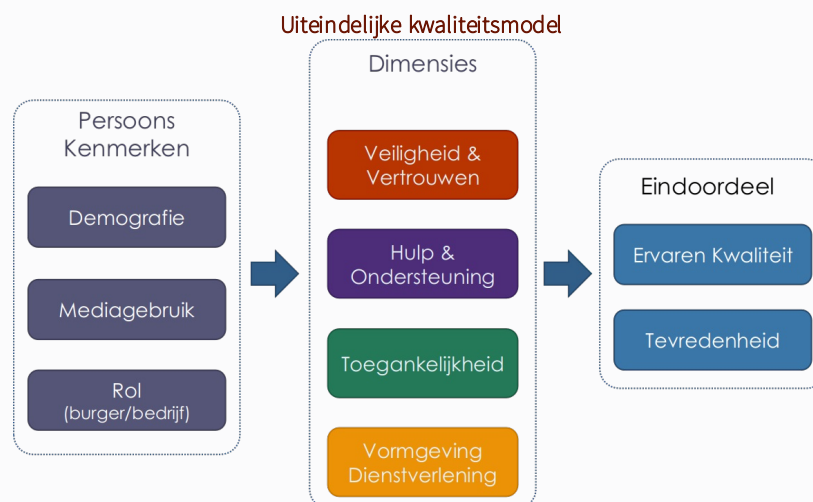 Uiteindelijke kwaliteitsmodel
Persoons
Kenmerken
Demografie
Mediagebruik
Rol
(burger/bedrijf)
Dimensies
Veiligheid &
Vertrouwen
Hulp &
Ondersteuning
Toegankelijkheid
Vormgeving
Dienstverlening
Eindoordeel
Ervaren Kwaliteit
Tevredenheid